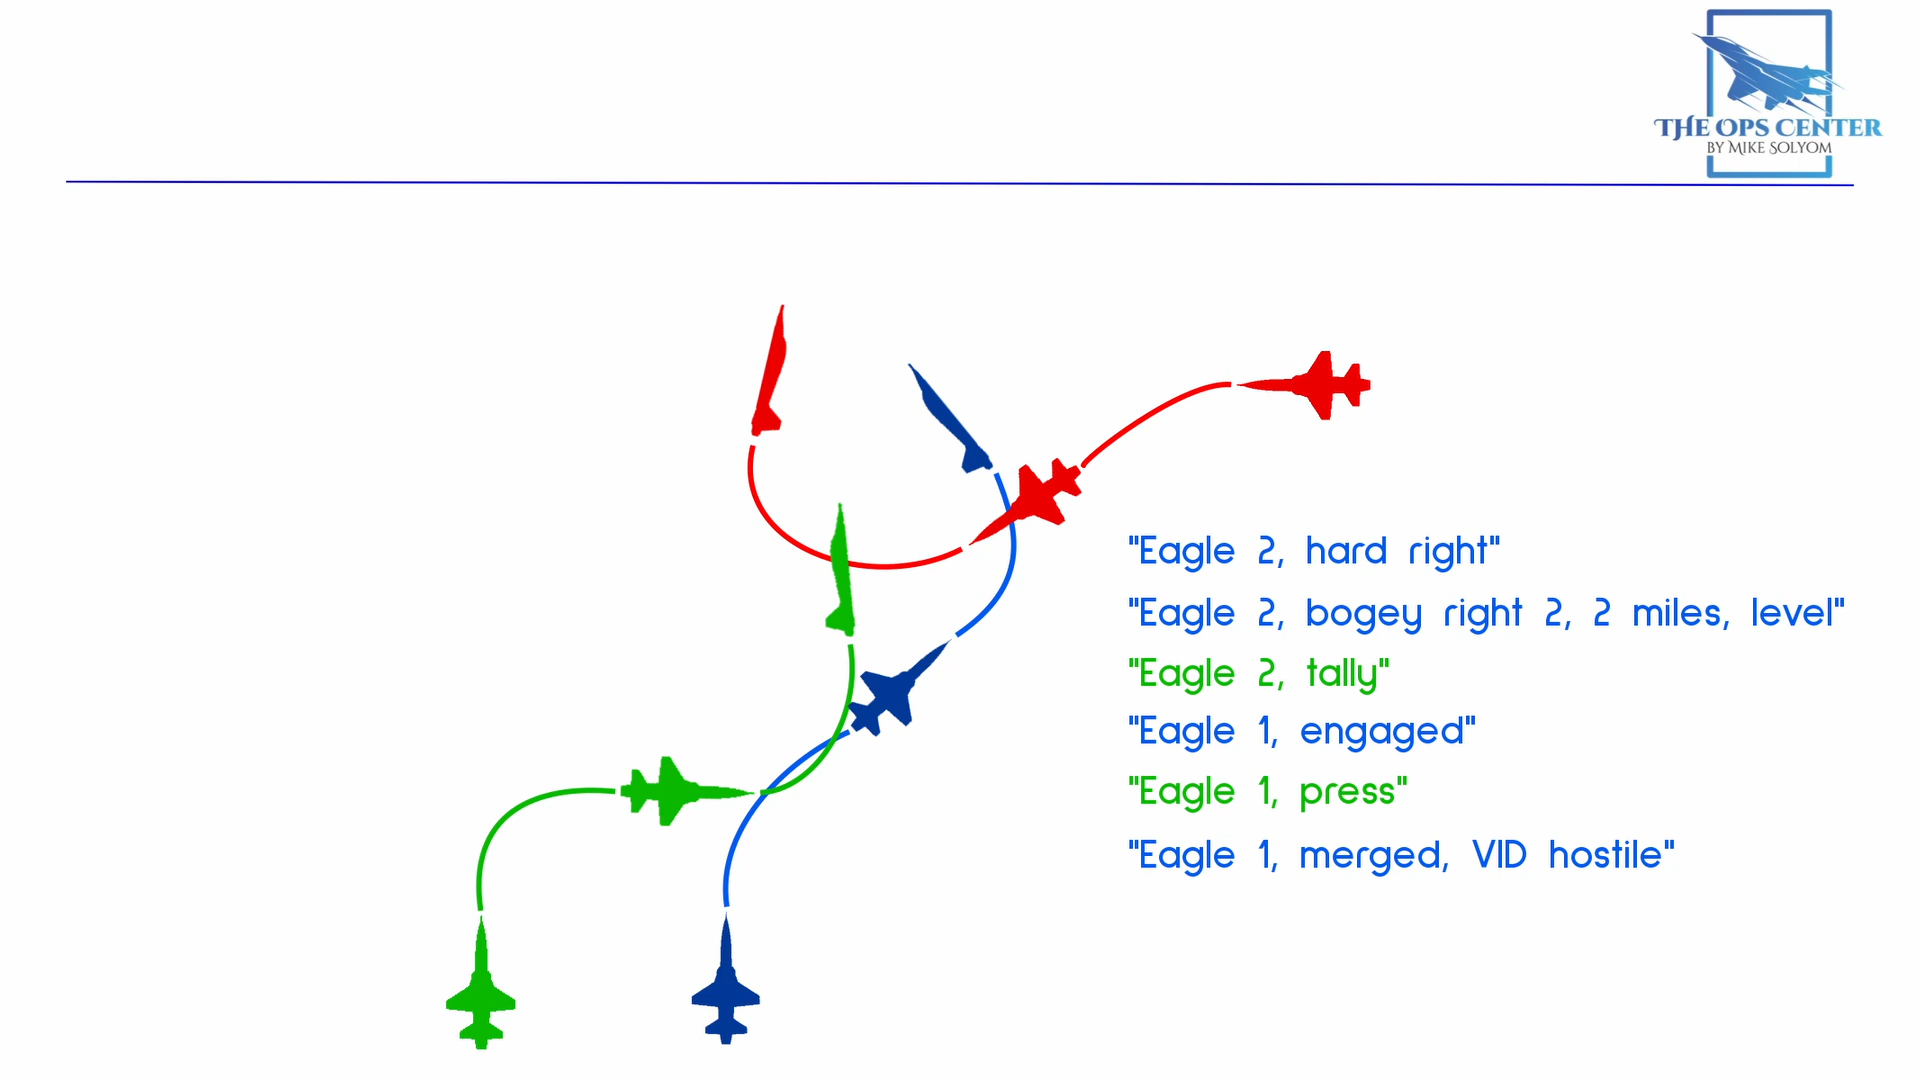 THE OPS CENTER
BY MIKE SOLYOM
"Eagle 2, hard right"
"Eagle 2, bogey right 2, 2 miles, level"
"Eagle 2, tally"
"Eagle 1, engaged"
"Eagle 1, press"
"Eagle 1, merged, VID hostile"